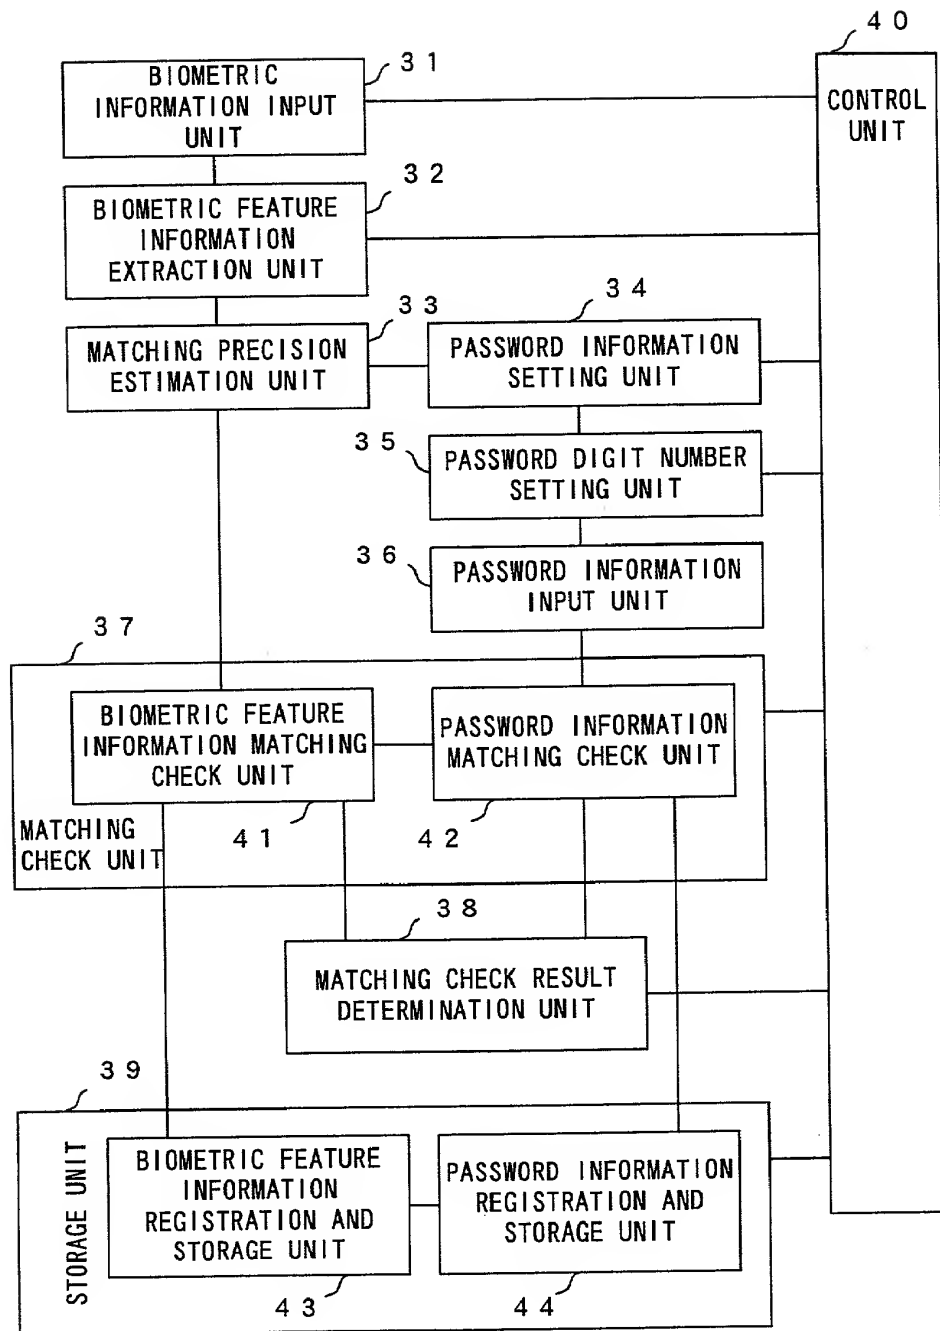 40
31
BIOMETRIC
INFORMATION INPUT
UNIT
CONTROL
UNIT
32
BIOMETRIC FEATURE
INFORMATION
EXTRACTION UNIT
33
MATCHING PRECISION
ESTIMATION UNIT
34
PASSWORD INFORMATION
SETTING UNIT
35
PASSWORD DIGIT NUMBER
SETTING UNIT
36
PASSWORD INFORMATION
INPUT UNIT
37
BIOMETRIC FEATURE
INFORMATION MATCHING
CHECK UNIT
41
PASSWORD INFORMATION
MATCHING CHECK UNIT
42
MATCHING
CHECK UNIT
38
MATCHING CHECK RESULT
DETERMINATION UNIT
39
STORAGE UNIT
BIOMETRIC FEATURE
INFORMATION
REGISTRATION AND
STORAGE UNIT
43
PASSWORD INFORMATION
REGISTRATION AND
STORAGE UNIT
44